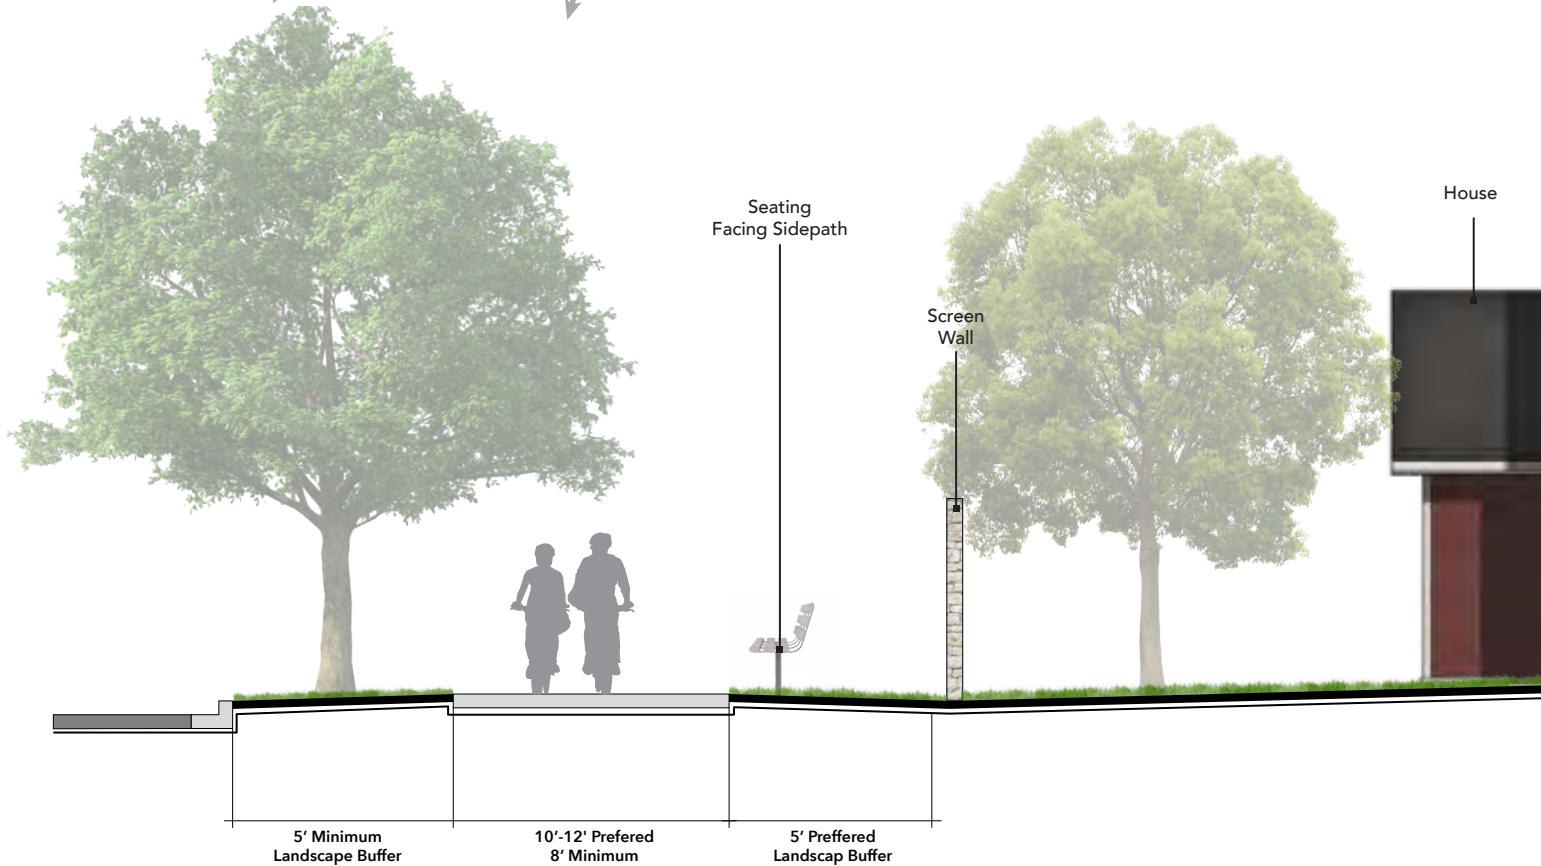 Seating
Facing Sidepath
House
Screen
Wall
5' Minimum
Landscape Buffer
10'-12' Prefered
8' Minimum
5' Preffered
Landscap Buffer